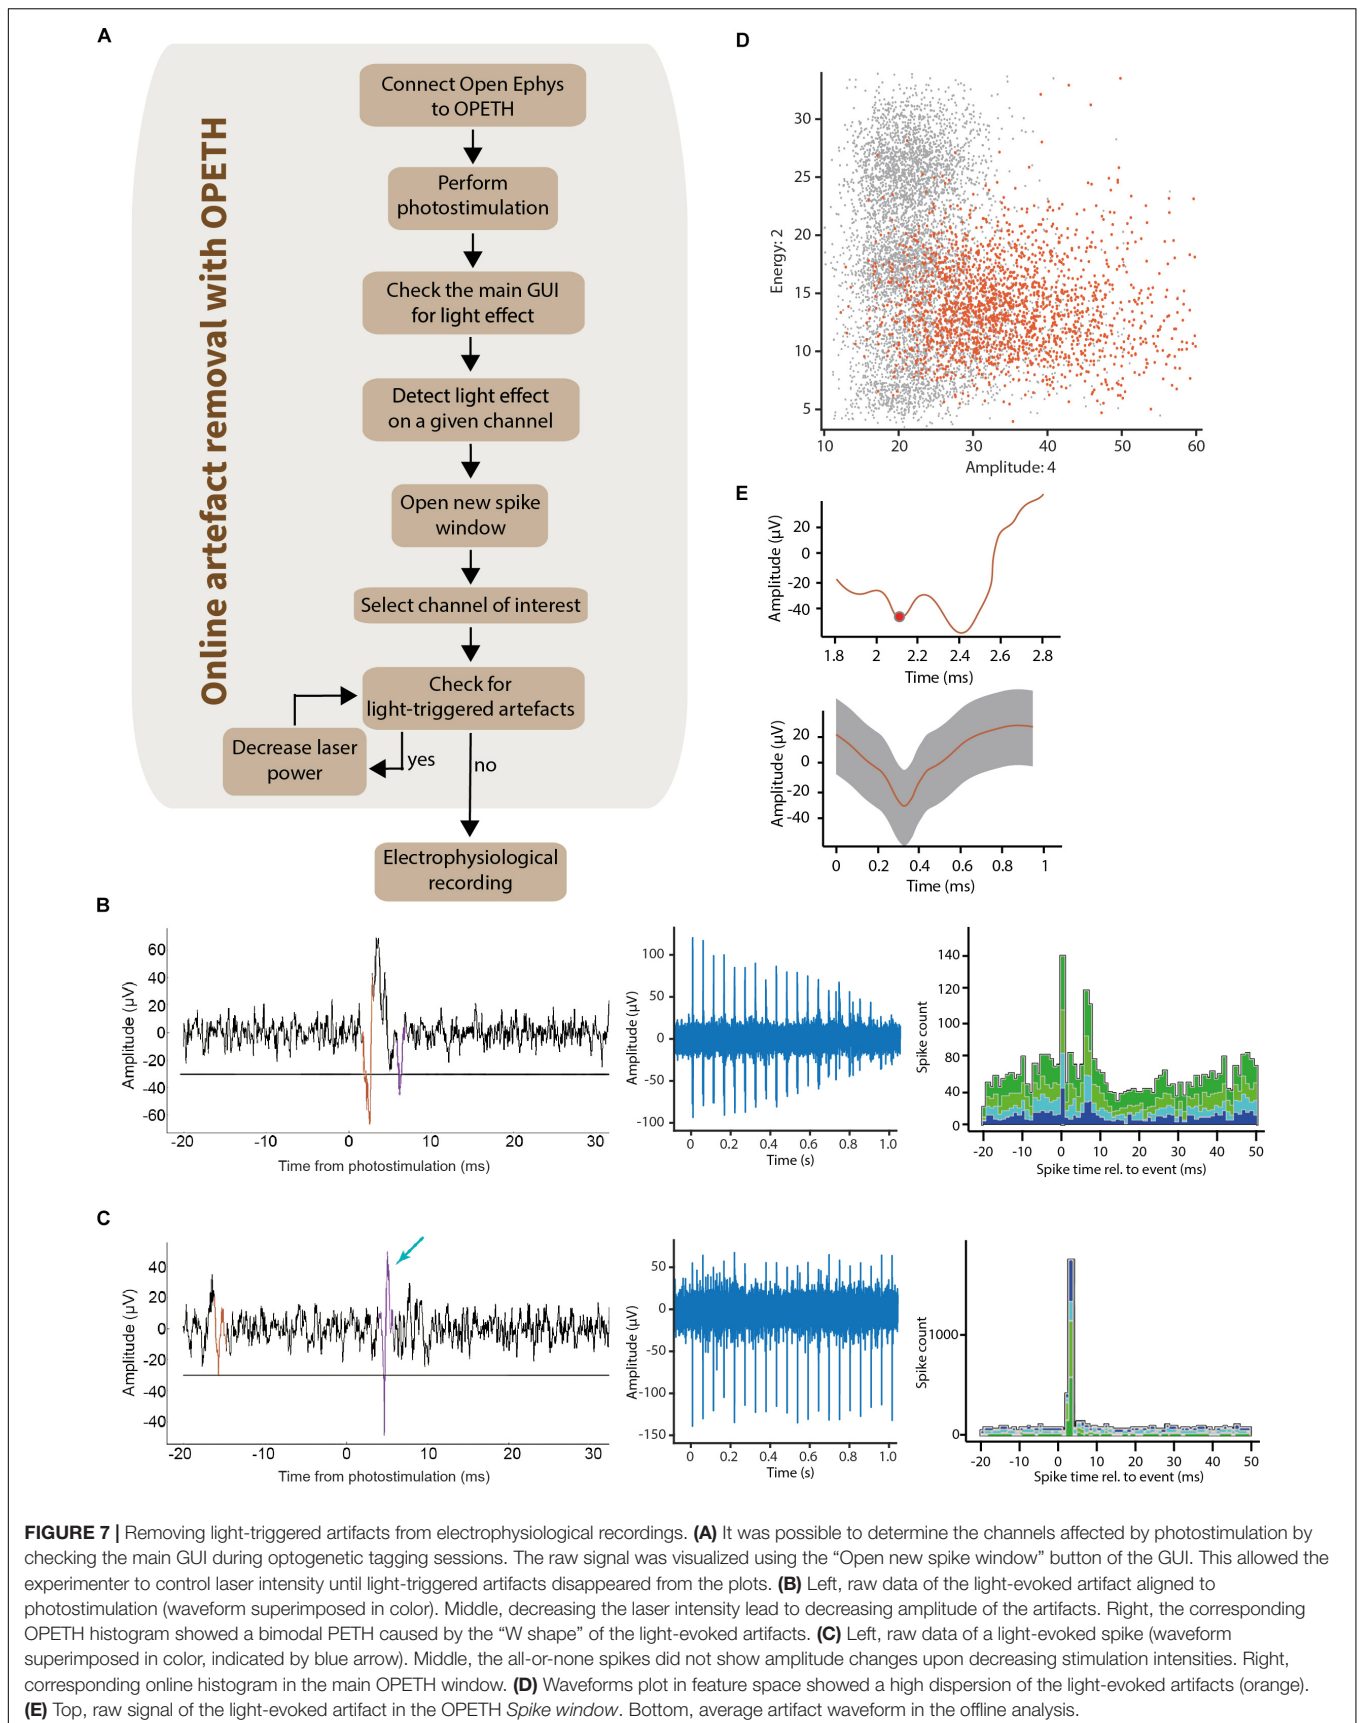 A
Online artefact removal with OPETH
Connect Open Ephys
to OPETH
Perform
photostimulation
Check the main GUI
for light effect
Detect light effect
on a given channel
Open new spike
window
Select channel of interest
Check for
light-triggered artefacts
Decrease laser
power
yes
no
Electrophysiological
recording
D
Energy: 2
30
25
20
15
10
5
10 20 30 40 50 60
Amplitude: 4
E
Amplitude (µV)
20
0
-20
-40
1.8 2 2.2 2.4 2.6 2.8
Time (ms)
Amplitude (µV)
20
0
-20
-40
0 0.2 0.4 0.6 0.8 1
Time (ms)
B
Amplitude (µV)
60
40
20
0
-20
-40
-60
-20 -10 0 10 20 30
Time from photostimulation (ms)
Amplitude (µV)
100
50
0
-50
-100
0 0.2 0.4 0.6 0.8 1.0
Time (s)
Spike count
140
120
100
80
40
0
-20 -10 0 10 20 30 40 50
Spike time rel. to event (ms)
C
Amplitude (µV)
40
20
0
-20
-40
-40
-20 -10 0 10 20 30
Time from photostimulation (ms)
Amplitude (µV)
50
0
-50
-100
-150
0 0.2 0.4 0.6 0.8 1.0
Time (s)
Spike count
1000
0
-20 -10 0 10 20 30 40 50
Spike time rel. to event (ms)
FIGURE 7 | Removing light-triggered artifacts from electrophysiological recordings. (A) It was possible to determine the channels affected by photostimulation by
checking the main GUI during optogenetic tagging sessions. The raw signal was visualized using the “Open new spike window” button of the GUI. This allowed the
experimenter to control laser intensity until light-triggered artifacts disappeared from the plots. (B) Left, raw data of the light-evoked artifact aligned to
photostimulation (waveform superimposed in color). Middle, decreasing the laser intensity lead to decreasing amplitude of the artifacts. Right, the corresponding
OPETH histogram showed a bimodal PETH caused by the “W shape” of the light-evoked artifacts. (C) Left, raw data of a light-evoked spike (waveform
superimposed in color, indicated by blue arrow). Middle, the all-or-none spikes did not show amplitude changes upon decreasing stimulation intensities. Right,
corresponding online histogram in the main OPETH window. (D) Waveforms plot in feature space showed a high dispersion of the light-evoked artifacts (orange).
(E) Top, raw signal of the light-evoked artifact in the OPETH Spike window. Bottom, average artifact waveform in the offline analysis.